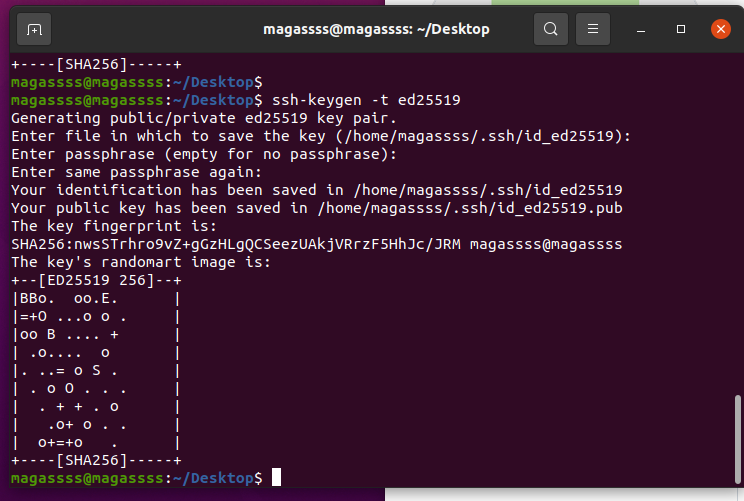 magassss@magassss: ~/Desktop
+----[SHA256]-----+
magassss@magassss:~/Desktop$
magassss@magassss:~/Desktop$ ssh-keygen -t ed25519
Generating public/private ed25519 key pair.
Enter file in which to save the key (/home/magassss/.ssh/id_ed25519):
Enter passphrase (empty for no passphrase):
Enter same passphrase again:
Your identification has been saved in /home/magassss/.ssh/id_ed25519
Your public key has been saved in /home/magassss/.ssh/id_ed25519.pub
The key fingerprint is:
SHA256:nwsSTrhro9vZ+gGzHLgQCSeezUAkjVRrzF5HhJc/JRM magassss@magassss
The key's randomart image is:
+--[ED25519 256]--+
|BBo.  oo.E.      |
|=+O ...o o .     |
|oo B .... +      |
| .o....  o       |
|. ..= o S .      |
| . o O . . .     |
|  . + + . o      |
|   .o+ o . .     |
|  o+=+o   .      |
+----[SHA256]-----+
magassss@magassss:~/Desktop$